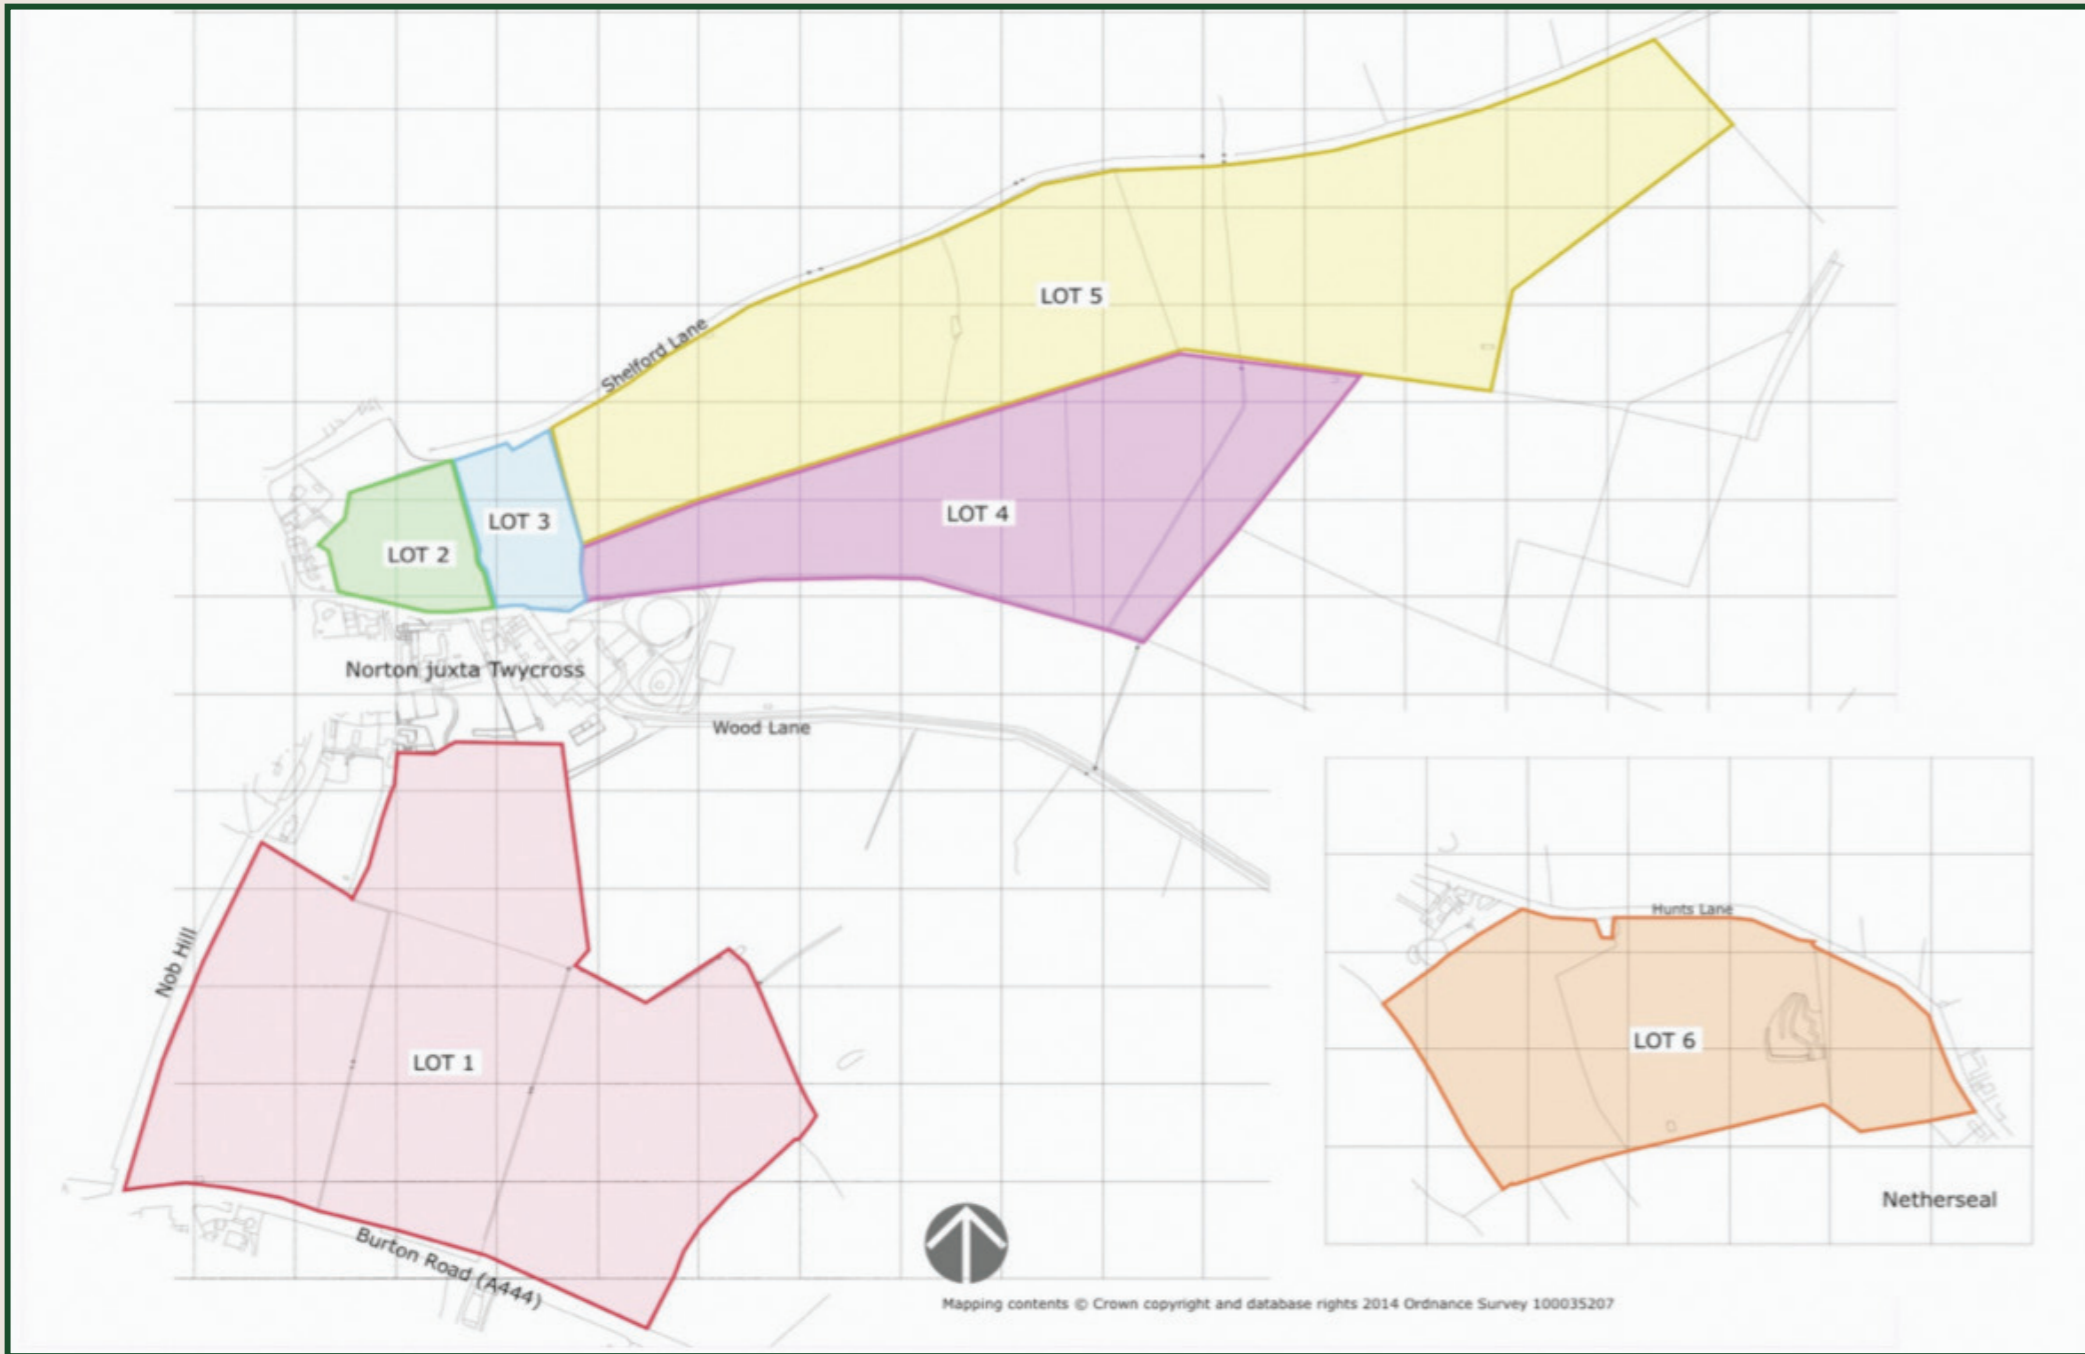 LOT 5
Shelford Lane
LOT 4
LOT 3
LOT 2
Norton juxta Twycross
Wood Lane
Nob Hill
LOT 1
Burton Road (A444)
Hunts Lane
LOT 6
Netherseal
Mapping contents © Crown copyright and database rights 2014 Ordnance Survey 100035207